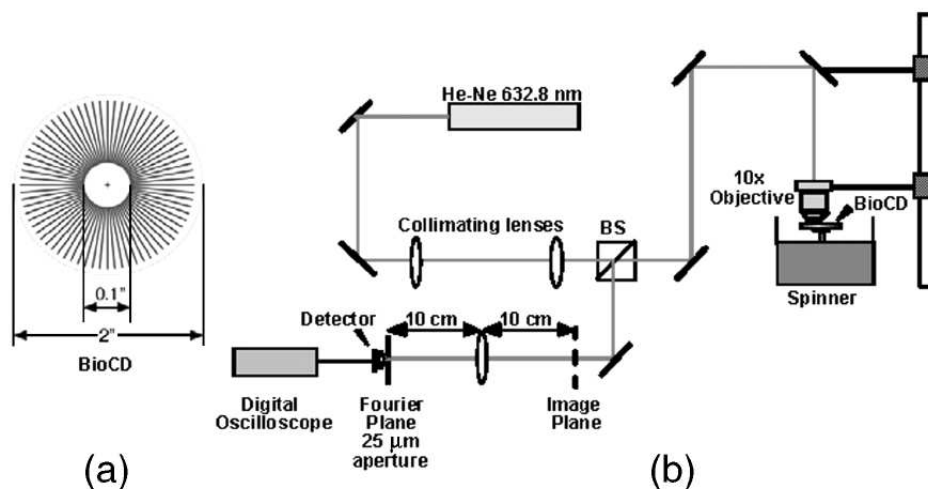 0.1"
2"
BioCD
(a)
He-Ne 632.8 nm
Collimating lenses
BS
10x
Objective
BioCD
Spinner
Detector
10 cm
10 cm
Digital
Oscilloscope
Fourier
Plane
25 µm
aperture
Image
Plane
(b)